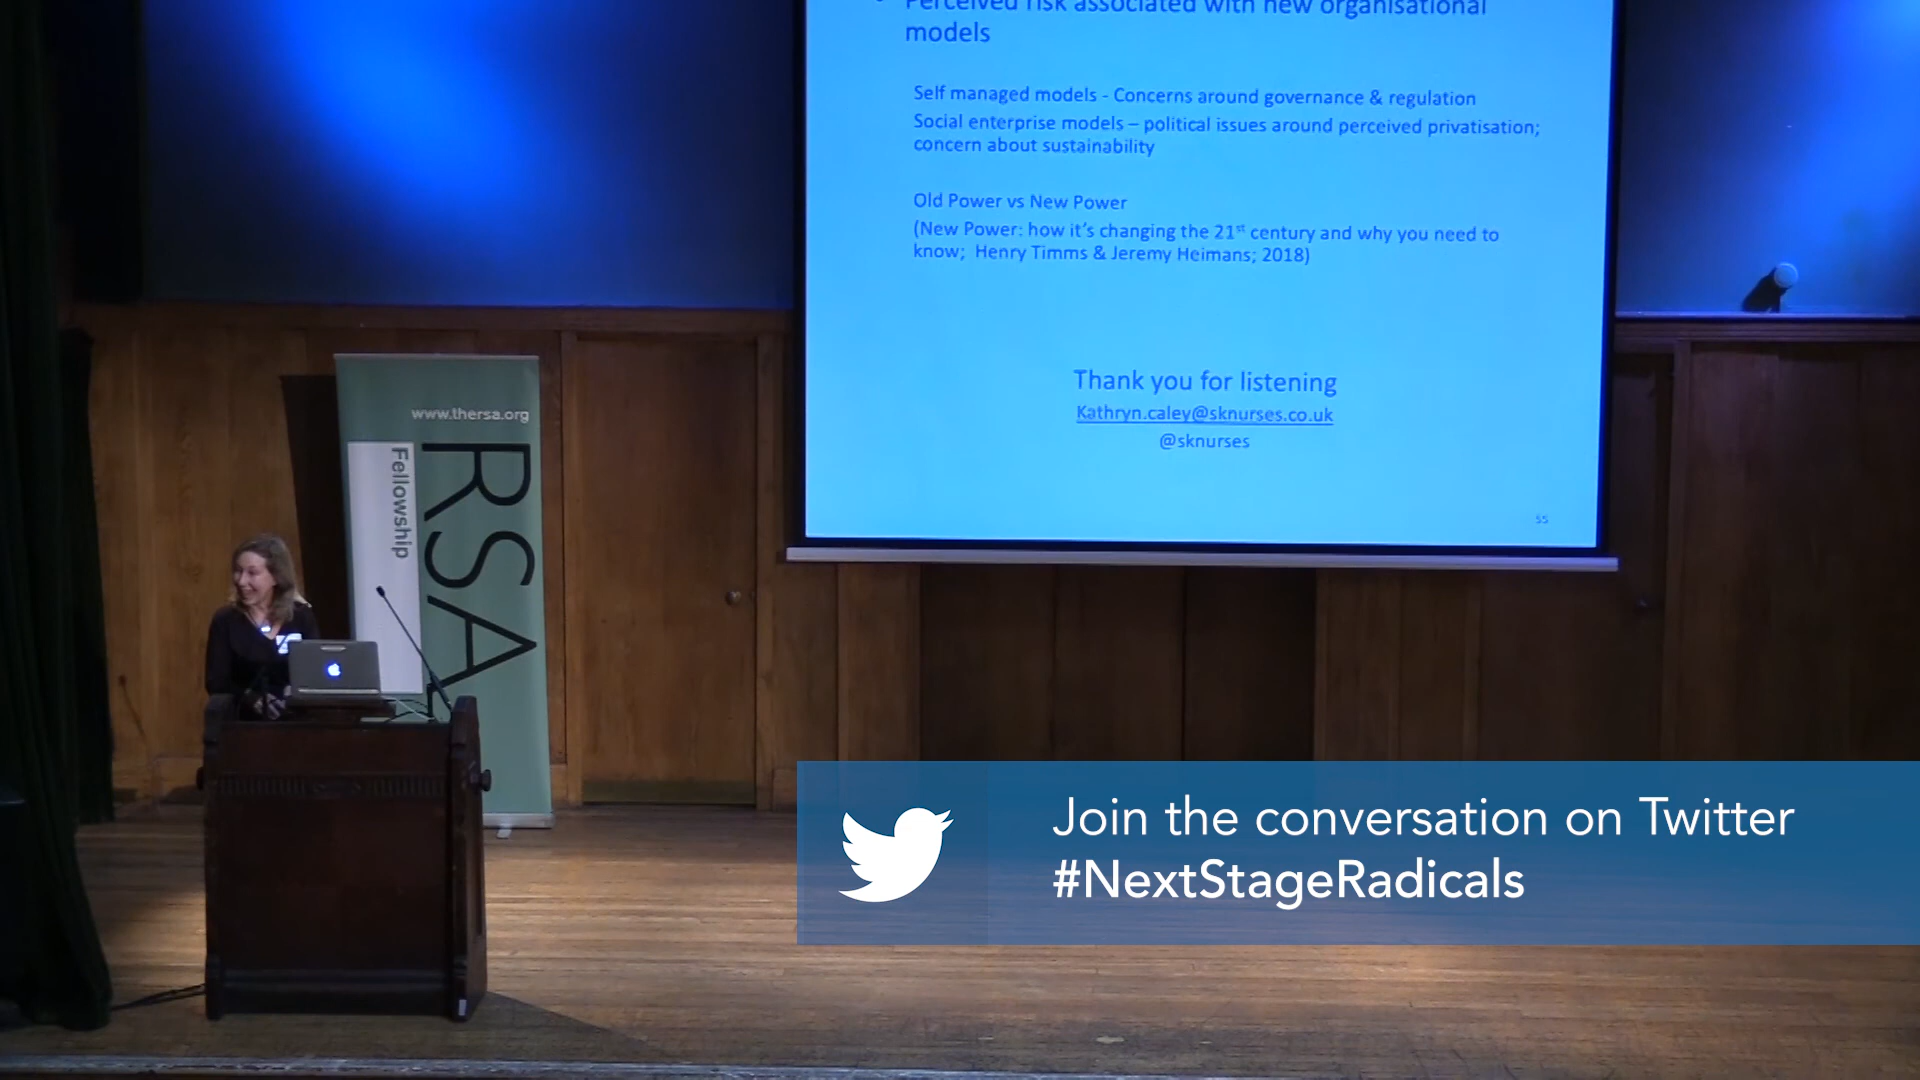 Perceived risk associated with new organisational
models
Self managed models - Concerns around governance & regulation
Social enterprise models – political issues around perceived privatisation;
concern about sustainability
Old Power vs New Power
(New Power: how it's changing the 21st century and why you need to
know; Henry Timms & Jeremy Heimans; 2018)
Thank you for listening
Kathryn.caley@sknurses.co.uk
@sknurses
55
www.thersa.org
RSA
Fellowship
Join the conversation on Twitter
#NextStageRadicals